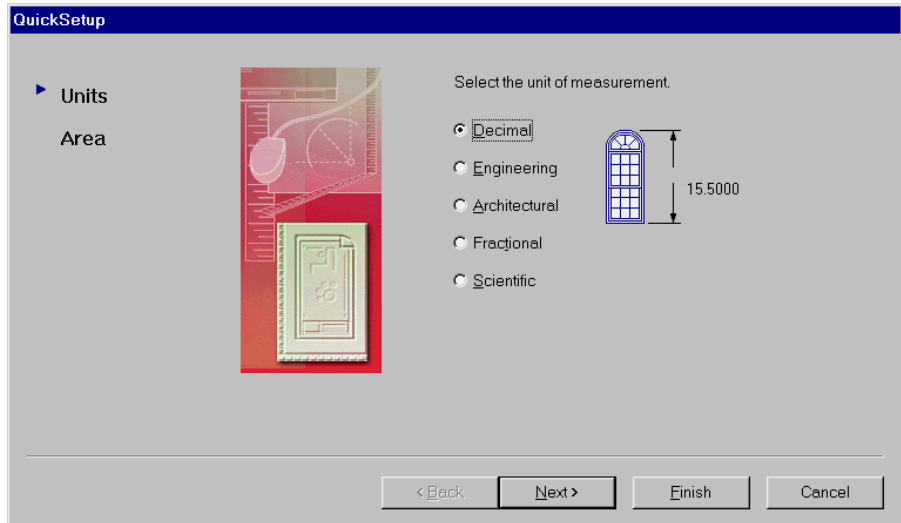 QuickSetup
Units
Area
Select the unit of measurement.
Decimal
Engineering
Architectural
Fractional
Scientific
15.5000
< Back
Next >
Finish
Cancel